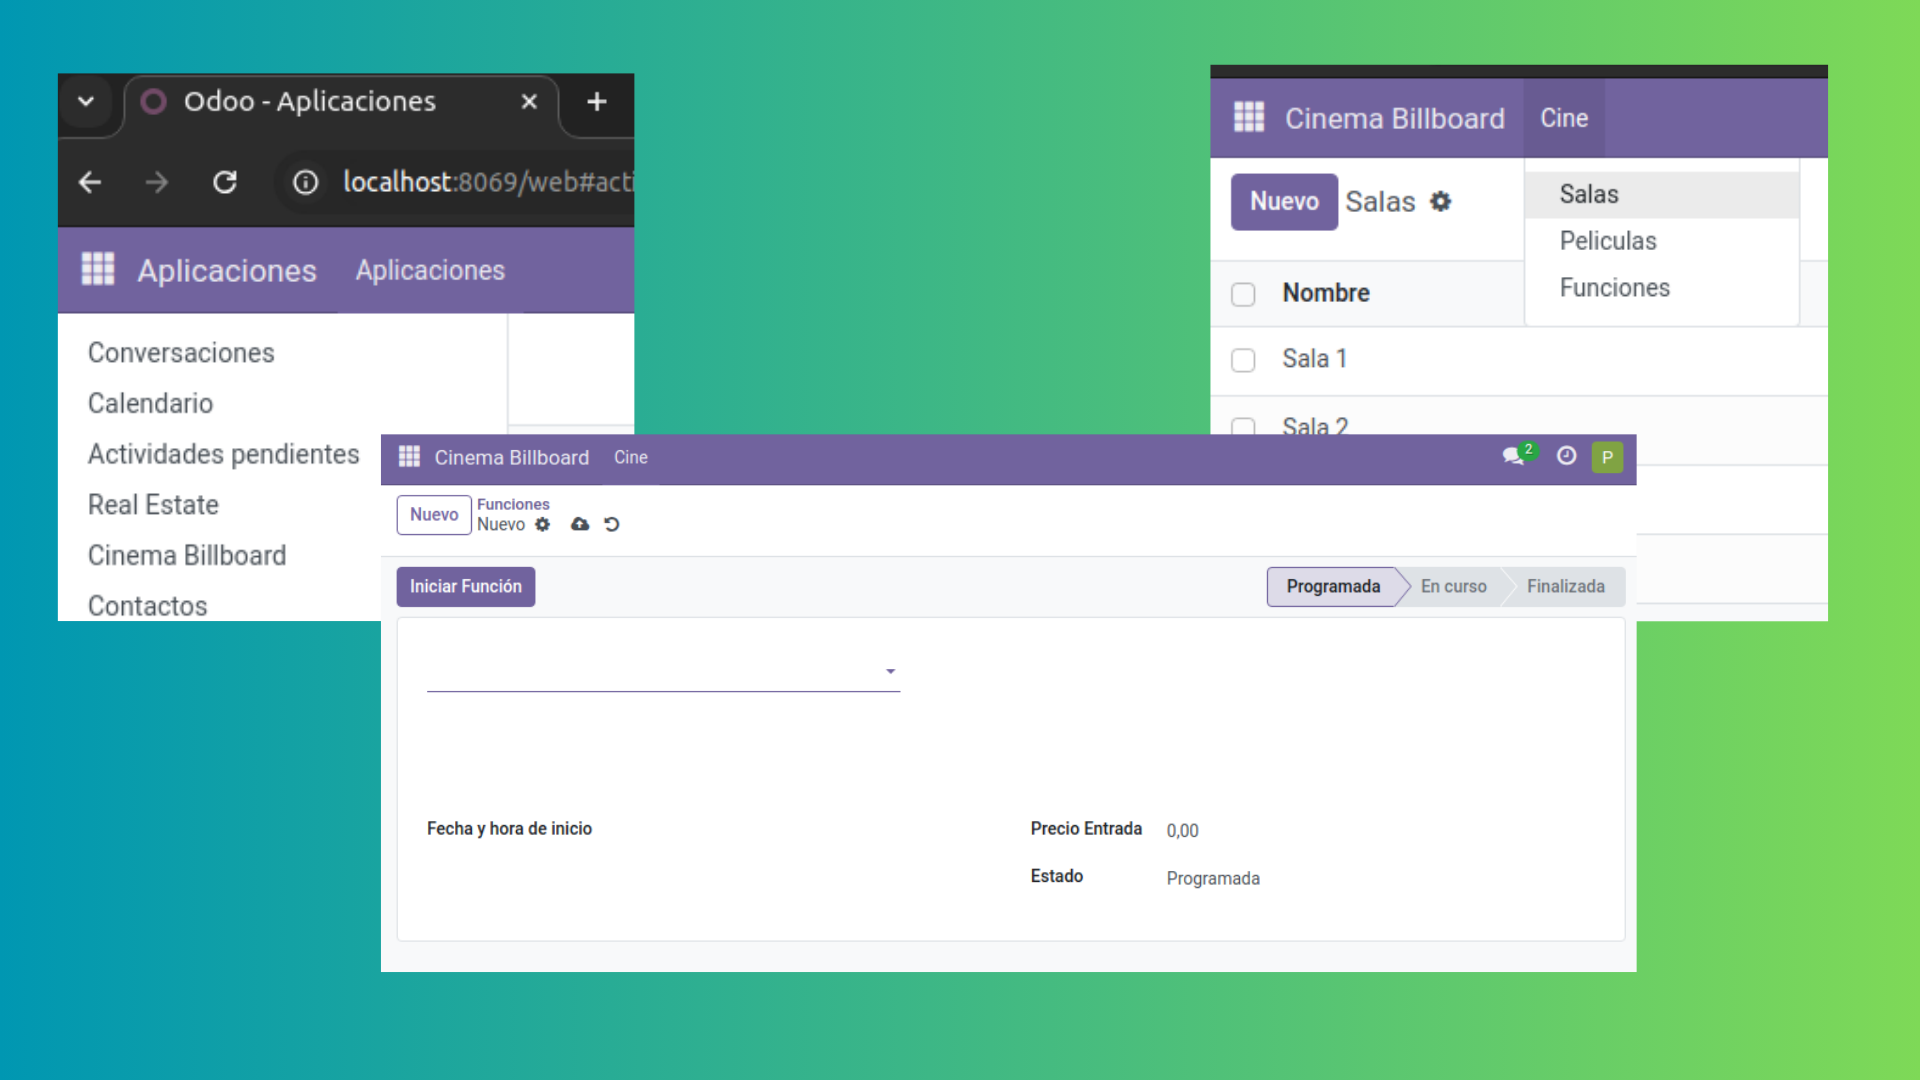 Odoo - Aplicaciones
localhost:8069/web#acti
Aplicaciones Aplicaciones
Conversaciones
Calendario
Actividades pendientes
Real Estate
Cinema Billboard
Contactos
Cinema Billboard Cine
Nuevo Salas
Salas
Peliculas
Funciones
Nombre
Sala 1
Sala 2
Cinema Billboard Cine 2 P
Nuevo
Funciones
Nuevo
Iniciar Función Programada En curso Finalizada
Fecha y hora de inicio
Precio Entrada 0,00
Estado Programada